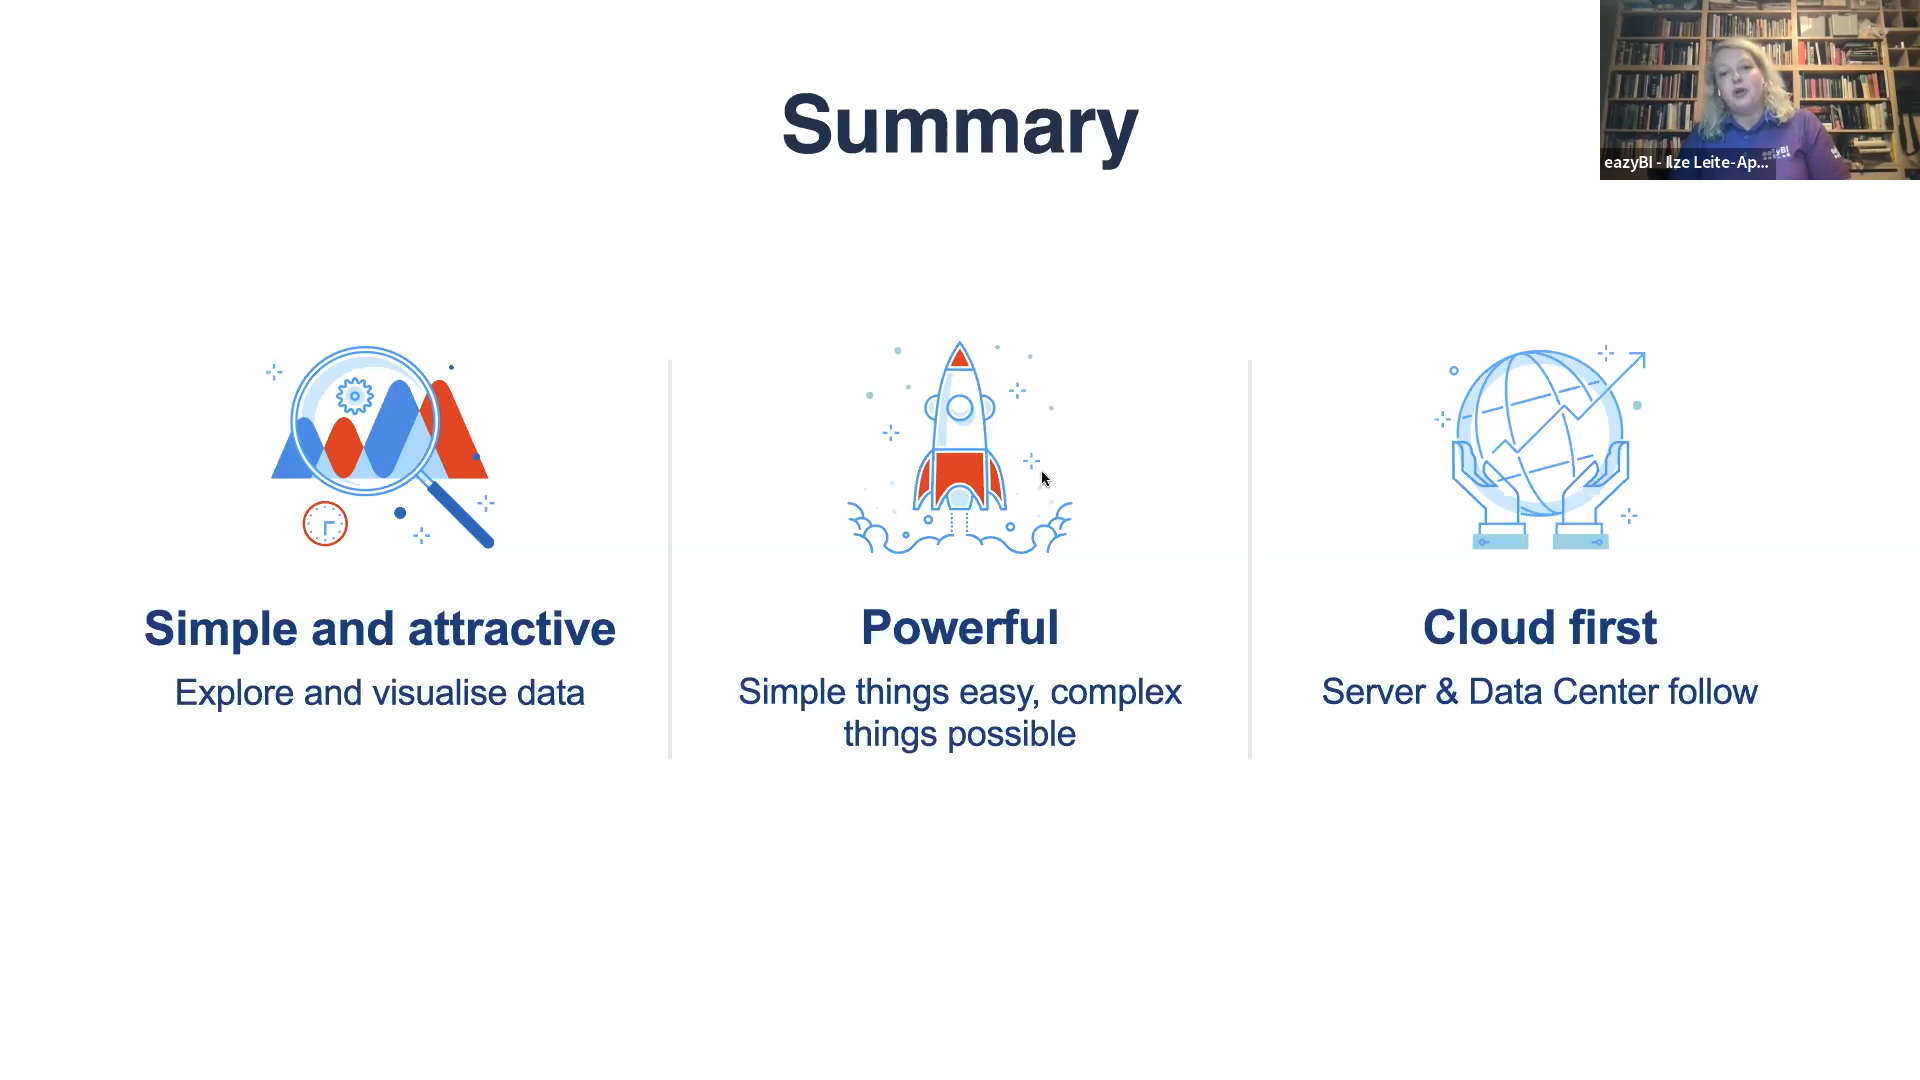 Summary
eazyBI
eazyBI - Ilze Leite-Ap...
Simple and attractive
Explore and visualise data
Powerful
Simple things easy, complex
things possible
Cloud first
Server & Data Center follow